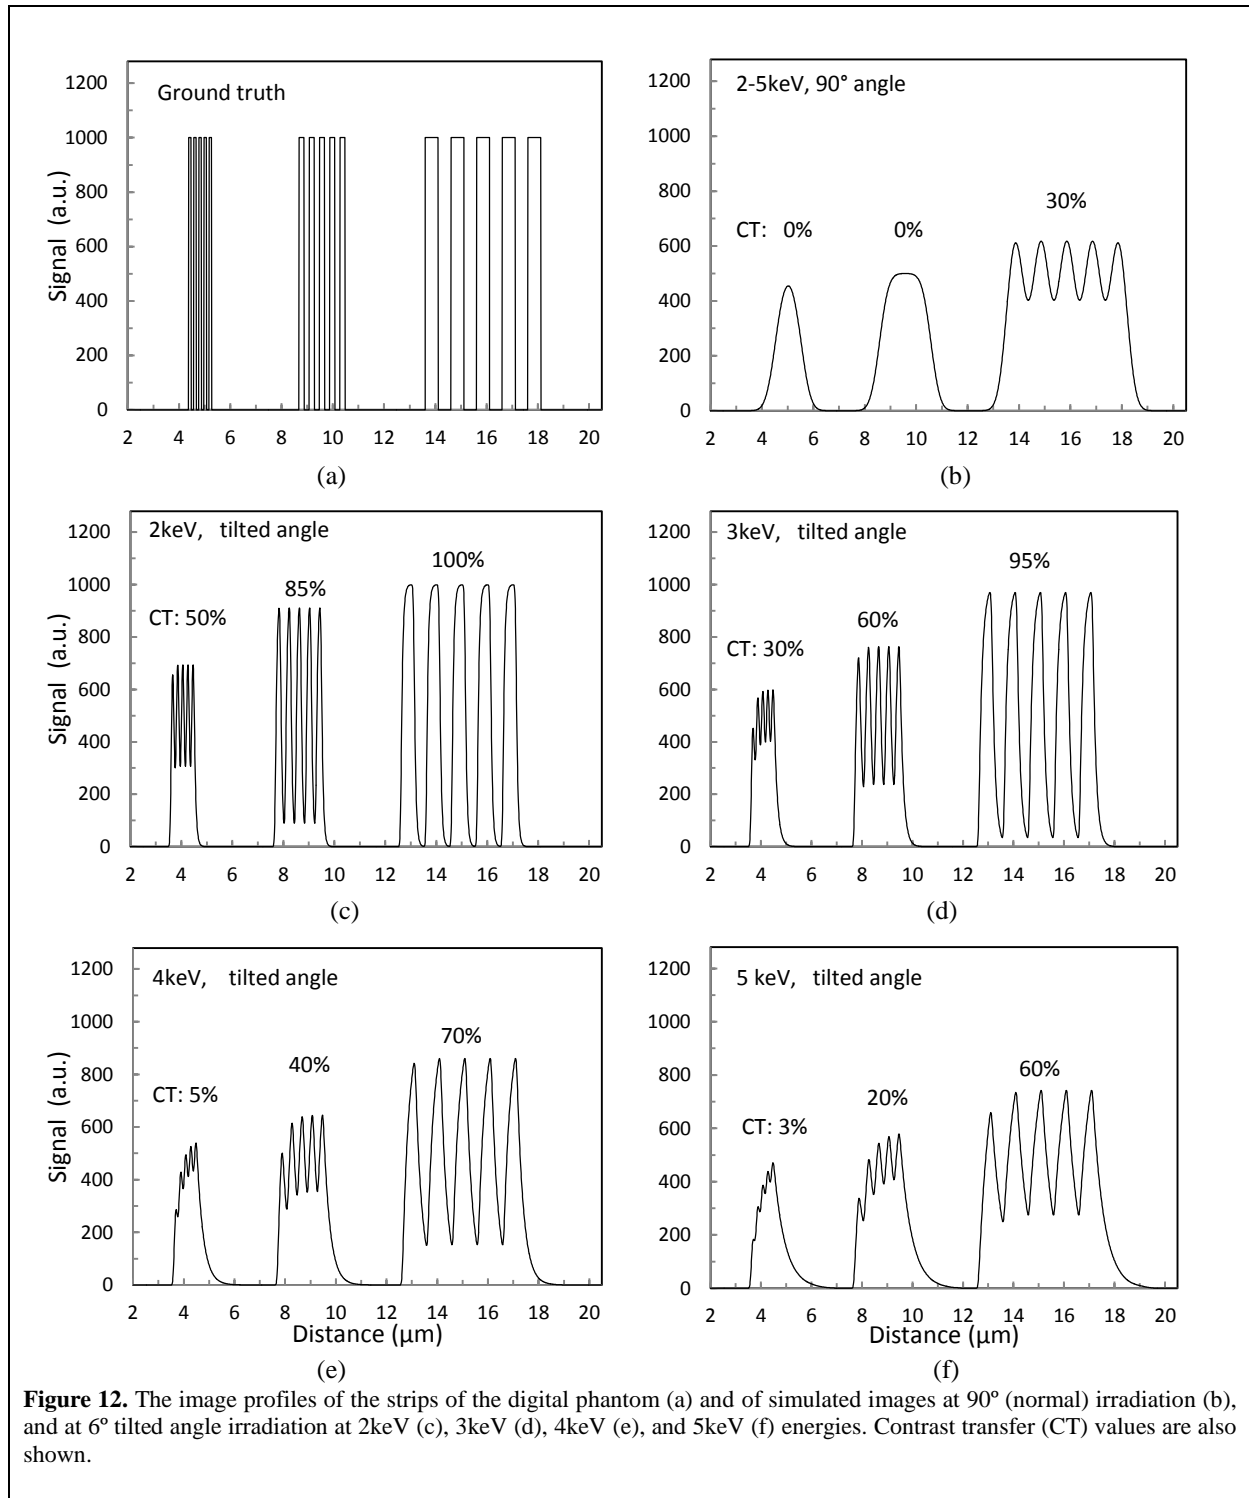 1200
1000
800
600
400
200
0
Signal (a.u.)
Ground truth
2 4 6 8 10 12 14 16 18 20
(a)
1200
1000
800
600
400
200
0
2-5keV, 90° angle
CT: 0% 0% 30%
2 4 6 8 10 12 14 16 18 20
(b)
1200
1000
800
600
400
200
0
Signal (a.u.)
2keV, tilted angle
CT: 50% 85% 100%
2 4 6 8 10 12 14 16 18 20
(c)
1200
1000
800
600
400
200
0
3keV, tilted angle
CT: 30% 60% 95%
2 4 6 8 10 12 14 16 18 20
(d)
1200
1000
800
600
400
200
0
Signal (a.u.)
4keV, tilted angle
CT: 5% 40% 70%
2 4 6 8 10 12 14 16 18 20
Distance (µm)
(e)
1200
1000
800
600
400
200
0
5 keV, tilted angle
CT: 3% 20% 60%
2 4 6 8 10 12 14 16 18 20
Distance (µm)
(f)
Figure 12. The image profiles of the strips of the digital phantom (a) and of simulated images at 90º (normal) irradiation (b),
and at 6º tilted angle irradiation at 2keV (c), 3keV (d), 4keV (e), and 5keV (f) energies. Contrast transfer (CT) values are also
shown.